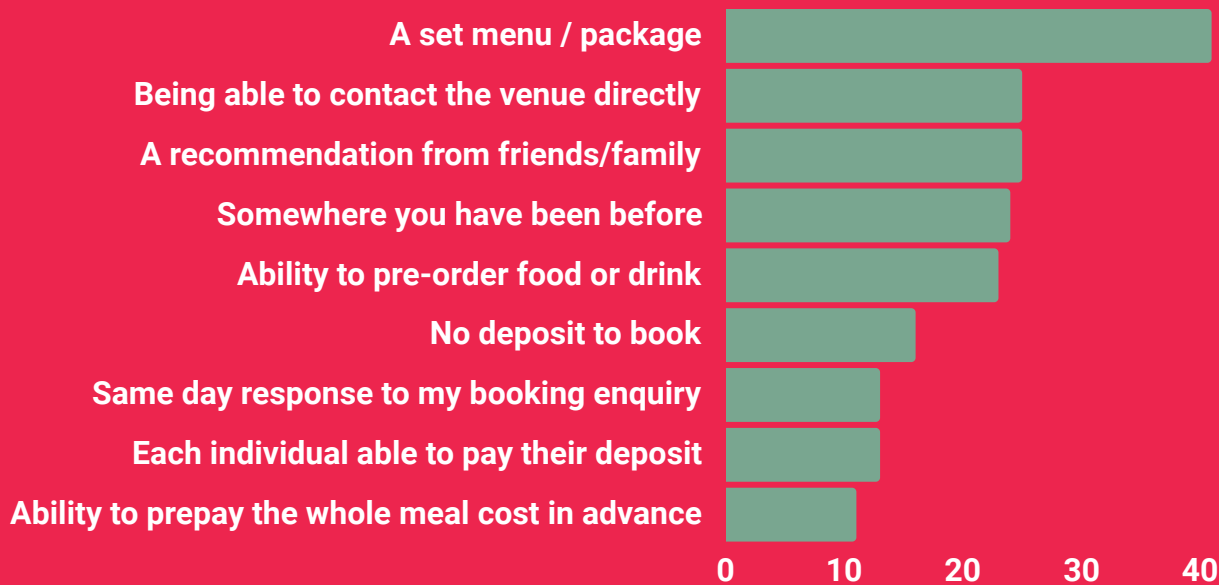 A set menu / package
Being able to contact the venue directly
A recommendation from friends/family
Somewhere you have been before
Ability to pre-order food or drink
No deposit to book
Same day response to my booking enquiry
Each individual able to pay their deposit
Ability to prepay the whole meal cost in advance
0 10 20 30 40